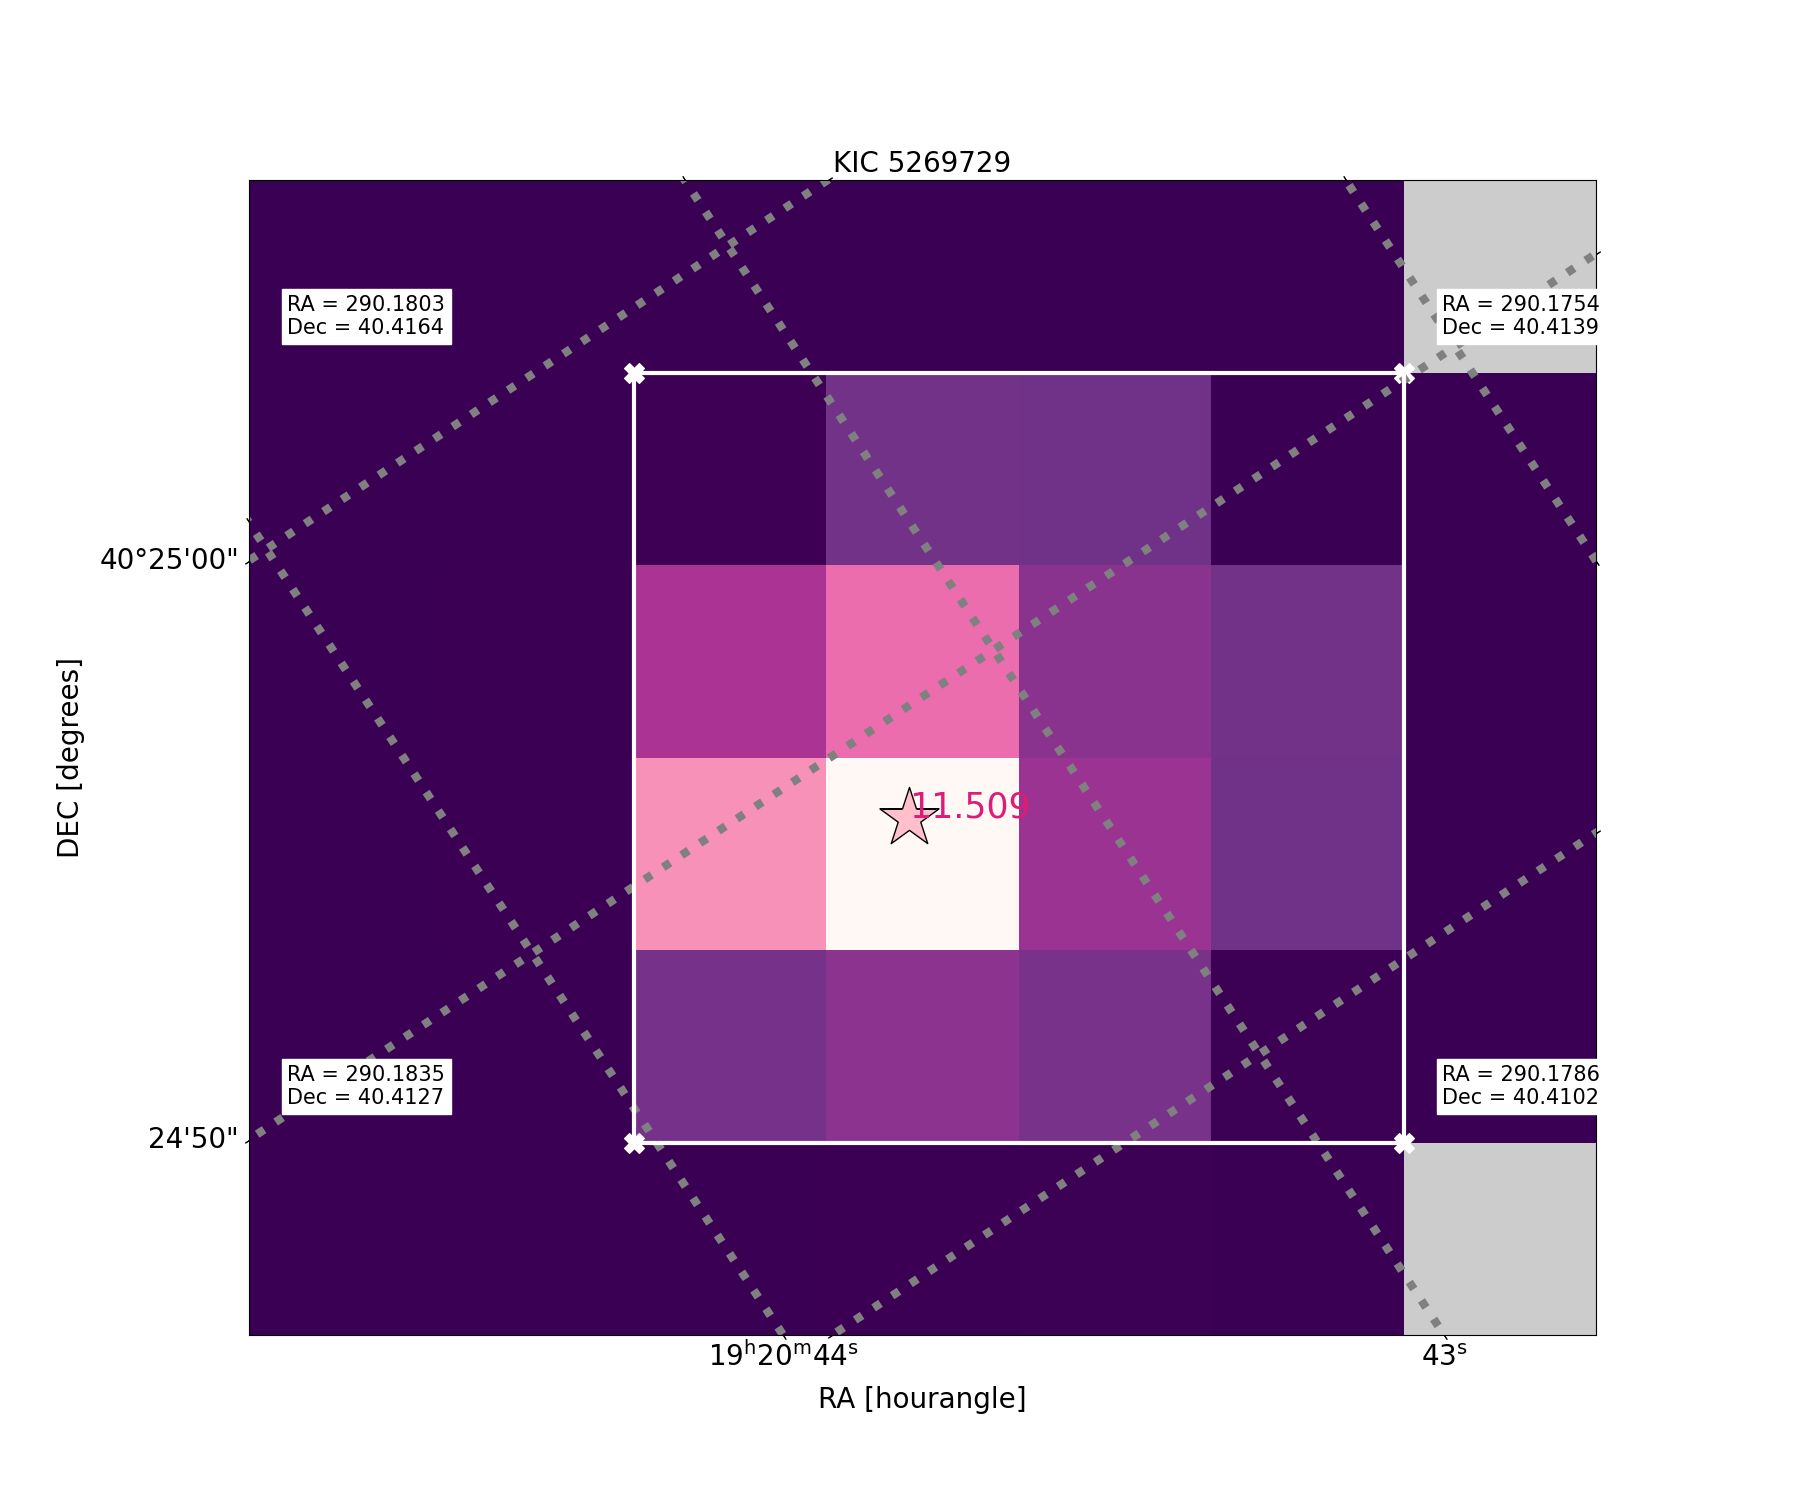 KIC 5269729
RA = 290.1803
Dec = 40.4164
RA = 290.1754
Dec = 40.4139
40°25'00"
DEC [degrees]
11.509
RA = 290.1835
Dec = 40.4127
RA = 290.1786
Dec = 40.4102
24'50"
19ʰ20ᵐ44ˢ
43ˢ
RA [hourangle]